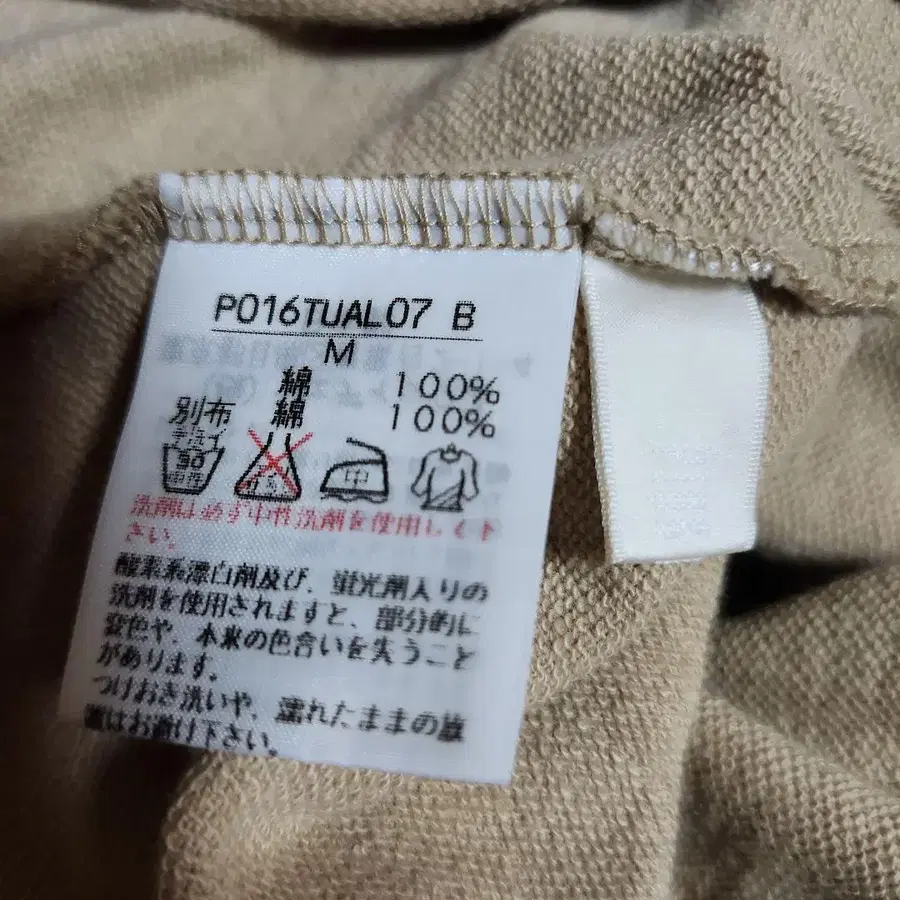 P016TUAL07 B
M
綿 100%
別布 綿 100%
中
洗剤は必ず中性洗剤を使用して下
さい。
酸素系漂白剤及び、蛍光剤入りの
洗剤を使用されますと、部分的に
変色や、本来の色合いを失うこと
があります。
つけおき洗いや、濡れたままの放
置はお避け下さい。